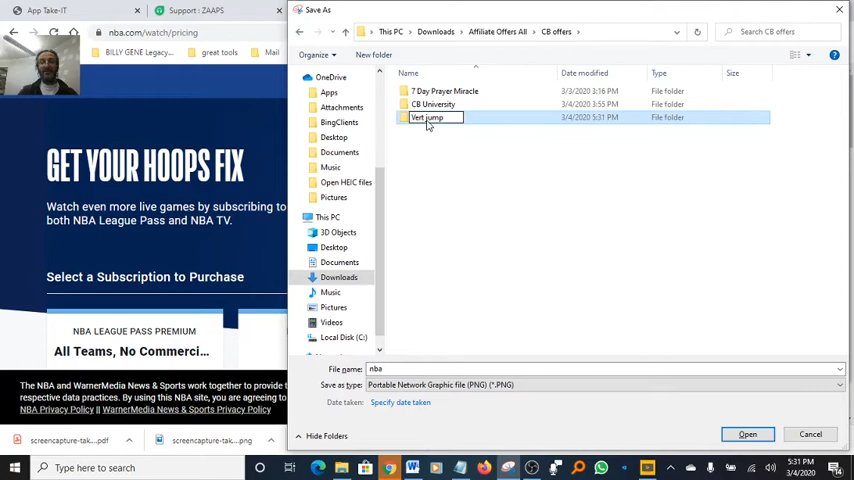 App Take-IT
Support : ZAAPS
nba.com/watch/pricing
BILLY GENE Legacy...
great tools
GET YOUR HOOPS FIX
Watch even more live games by subscribing to
both NBA League Pass and NBA TV.
Select a Subscription to Purchase
NBA LEAGUE PASS PREMIUM
All Teams, No Commerci...
The NBA and WarnerMedia News & Sports work together to provide
respective data practices. By using this NBA site, you are agreeing to
NBA Privacy Policy || WarnerMedia News & Sports Privacy Policy
screencapture-tak....pdf
screencapture-tak....png
Save As
This PC > Downloads > Affiliate Offers All > CB offers >
Search CB offers
Organize
New folder
OneDrive
Apps
Attachments
BingClients
Desktop
Documents
Music
Open HEIC files
Pictures
This PC
3D Objects
Desktop
Documents
Downloads
Music
Pictures
Videos
Local Disk (C:)
Name Date modified Type Size
7 Day Prayer Miracle 3/3/2020 3:16 PM File folder
CB University 3/4/2020 3:55 PM File folder
Vert jump 3/4/2020 5:31 PM File folder
File name: nba
Save as type: Portable Network Graphic file (PNG) (*.PNG)
Date taken: Specify date taken
Hide Folders
Open
Cancel
Type here to search
5:31 PM
3/4/2020